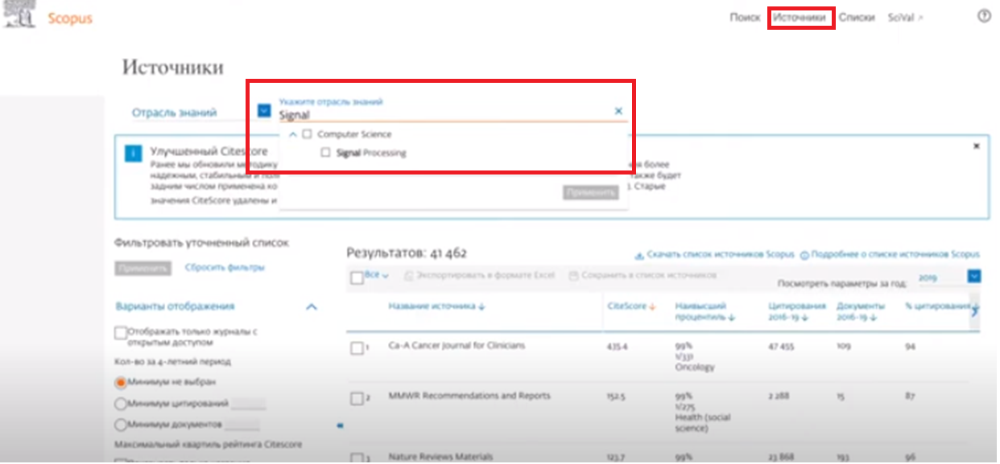 Scopus
Поиск Источники Списки SciVal ↗
Источники
Отрасль знаний
Укажите отрасль знаний
Signal
Computer Science
Signal Processing
Применить
Улучшенный Citescore
Ранее мы обновили методику
надежным, стабильным и
задним числом применена
значения CiteScore удалены и
более
также будет
Старые
Фильтровать уточненный список
Применить Сбросить фильтры
Варианты отображения
Отображать только журналы с
открытым доступом
Кол-во за 4-летний период
Минимум не выбран
Минимум цитирований
Минимум документов
Максимальный квартиль рейтинга Citescore
Результатов: 41 462
Скачать список источников Scopus Подробнее о списке источников Scopus
Все Экспортировать в формате Excel Сохранить в список источников
Посмотреть параметры за год: 2019
Название источника ↓ CiteScore ↓ Наивысший процентиль ↓ Цитирования 2016-19 ↓ Документы 2016-19 ↓ % цитирования ↓
1 Ca-A Cancer Journal for Clinicians 435.4 99% 47 455 109 94
1/331
Oncology
2 MMWR Recommendations and Reports 152.5 99% 2 288 15 87
1/275
Health (social
science)
3 Nature Reviews Materials 123.7 99% 23 868 193 96